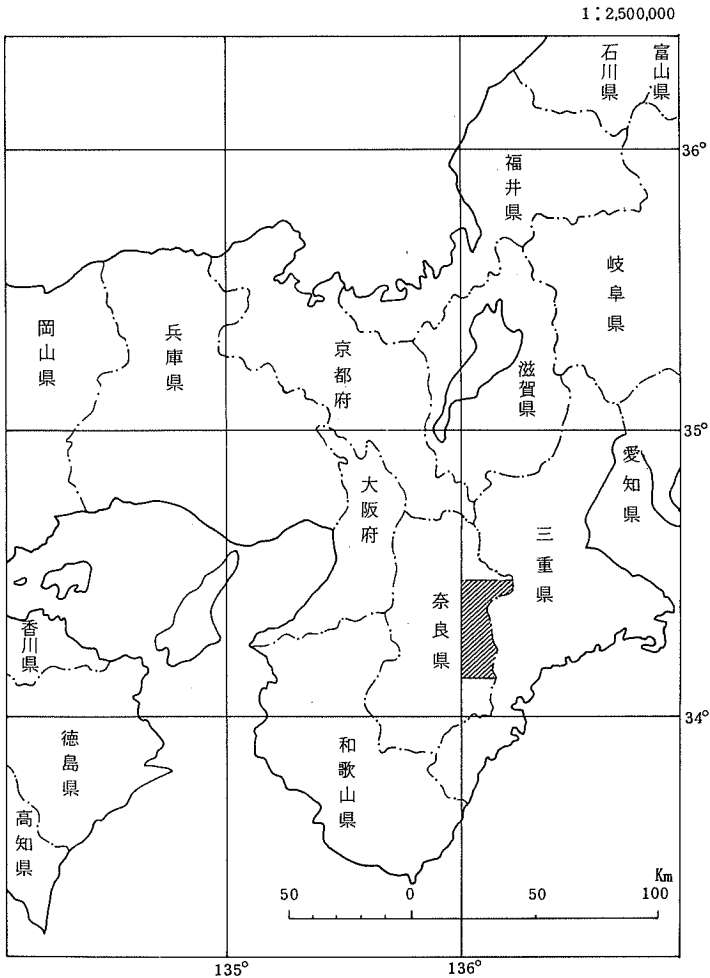 1：2,500,000
石川県
富山県
36°
福井県
岐阜県
岡山県
兵庫県
京都府
滋賀県
35°
愛知県
大阪府
三重県
奈良県
香川県
34°
徳島県
和歌山県
高知県
Km
50 0 50 100
135° 136°